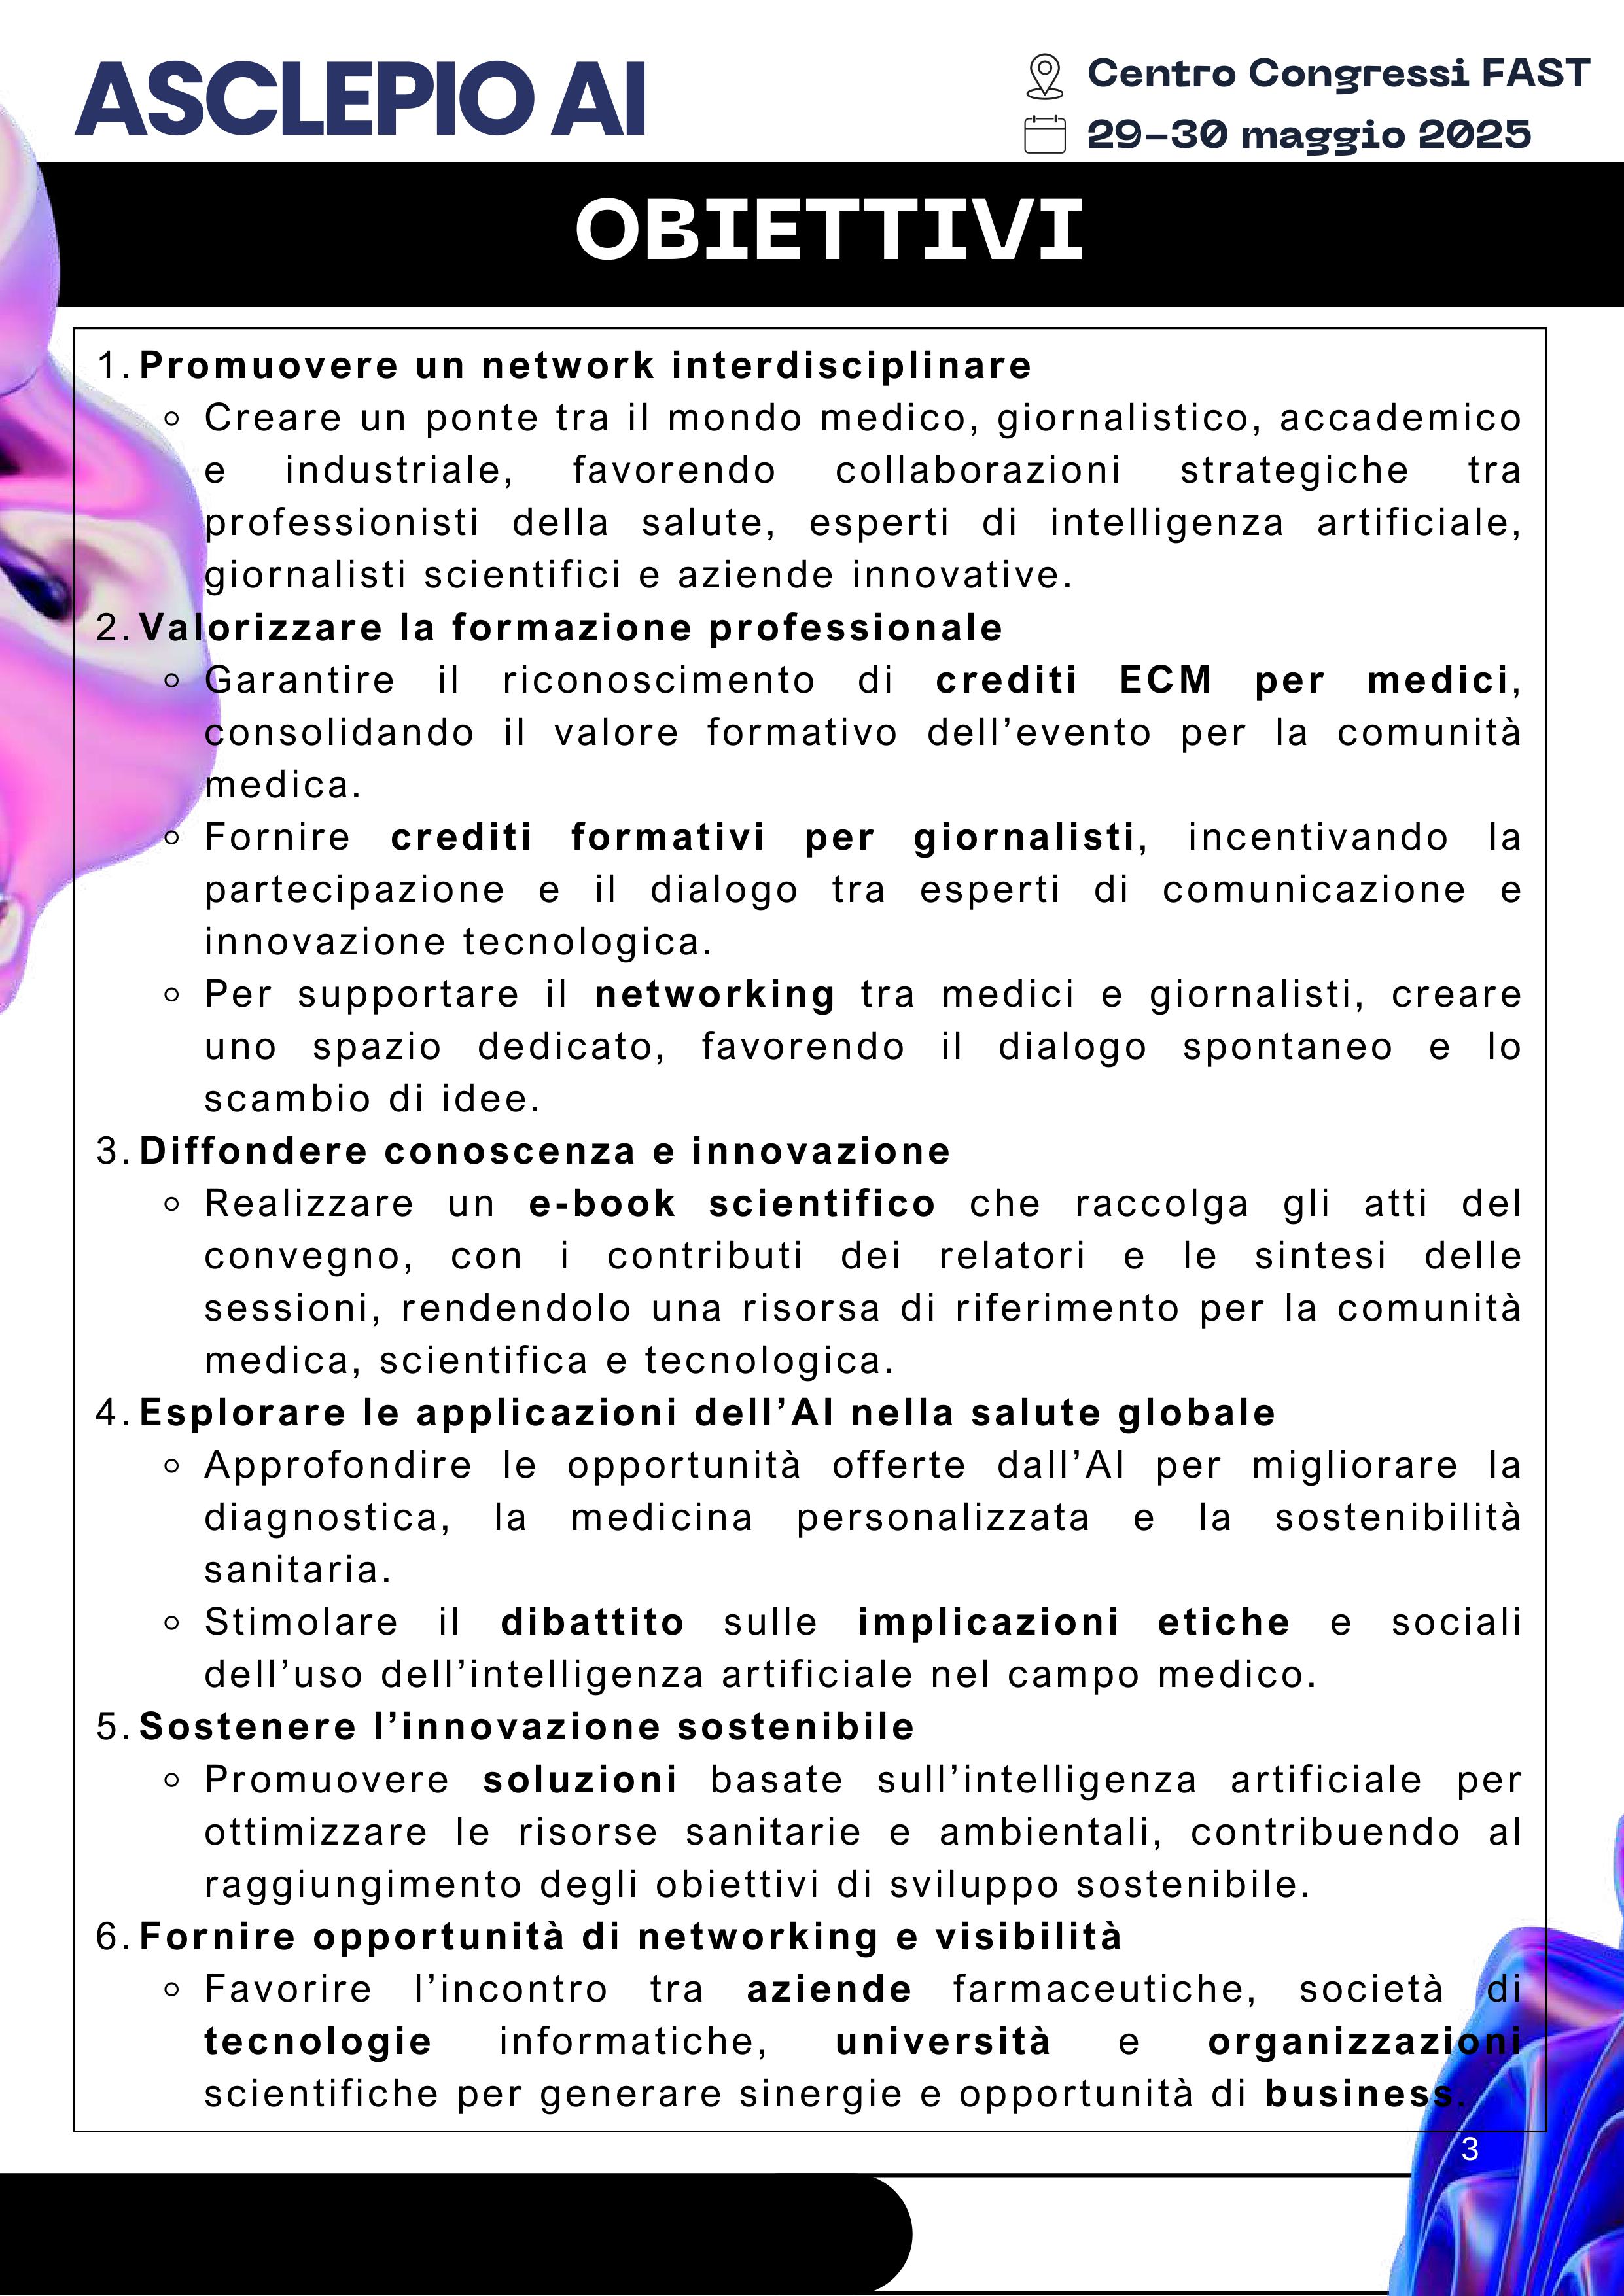 ASCLEPIO AI
Centro Congressi FAST
29-30 maggio 2025
OBIETTIVI
1. Promuovere un network interdisciplinare
Creare un ponte tra il mondo medico, giornalistico, accademico
e industriale, favorendo collaborazioni strategiche tra
professionisti della salute, esperti di intelligenza artificiale,
giornalisti scientifici e aziende innovative.
2. Valorizzare la formazione professionale
Garantire il riconoscimento di crediti ECM per medici,
consolidando il valore formativo dell’evento per la comunità
medica.
Fornire crediti formativi per giornalisti, incentivando la
partecipazione e il dialogo tra esperti di comunicazione e
innovazione tecnologica.
Per supportare il networking tra medici e giornalisti, creare
uno spazio dedicato, favorendo il dialogo spontaneo e lo
scambio di idee.
3. Diffondere conoscenza e innovazione
Realizzare un e-book scientifico che raccolga gli atti del
convegno, con i contributi dei relatori e le sintesi delle
sessioni, rendendolo una risorsa di riferimento per la comunità
medica, scientifica e tecnologica.
4. Esplorare le applicazioni dell’AI nella salute globale
Approfondire le opportunità offerte dall’AI per migliorare la
diagnostica, la medicina personalizzata e la sostenibilità
sanitaria.
Stimolare il dibattito sulle implicazioni etiche e sociali
dell’uso dell’intelligenza artificiale nel campo medico.
5. Sostenere l’innovazione sostenibile
Promuovere soluzioni basate sull’intelligenza artificiale per
ottimizzare le risorse sanitarie e ambientali, contribuendo al
raggiungimento degli obiettivi di sviluppo sostenibile.
6. Fornire opportunità di networking e visibilità
Favorire l’incontro tra aziende farmaceutiche, società di
tecnologie informatiche, università e organizzazioni
scientifiche per generare sinergie e opportunità di business.
3